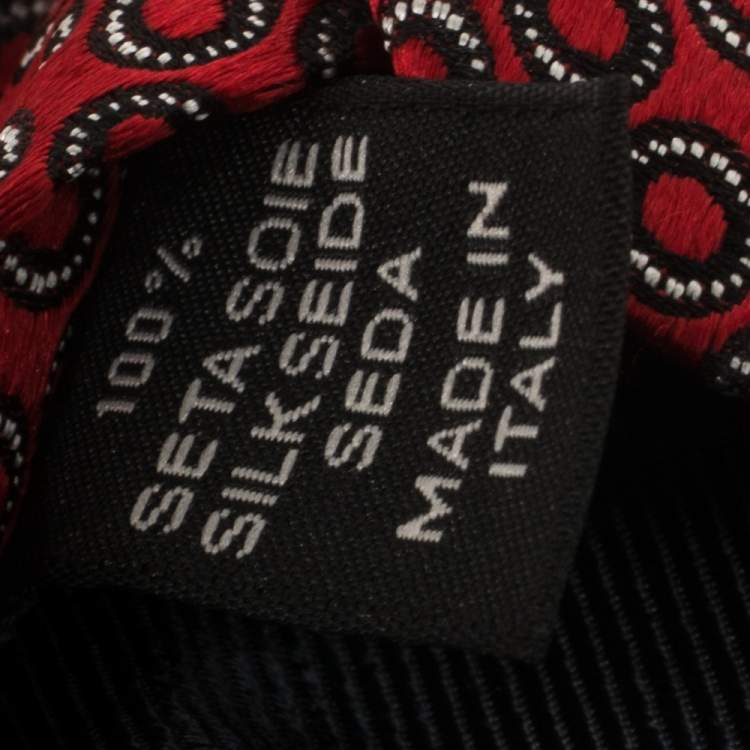 100%
SETA SOIE
SILK SEIDE
SEDA
MADE IN
ITALY